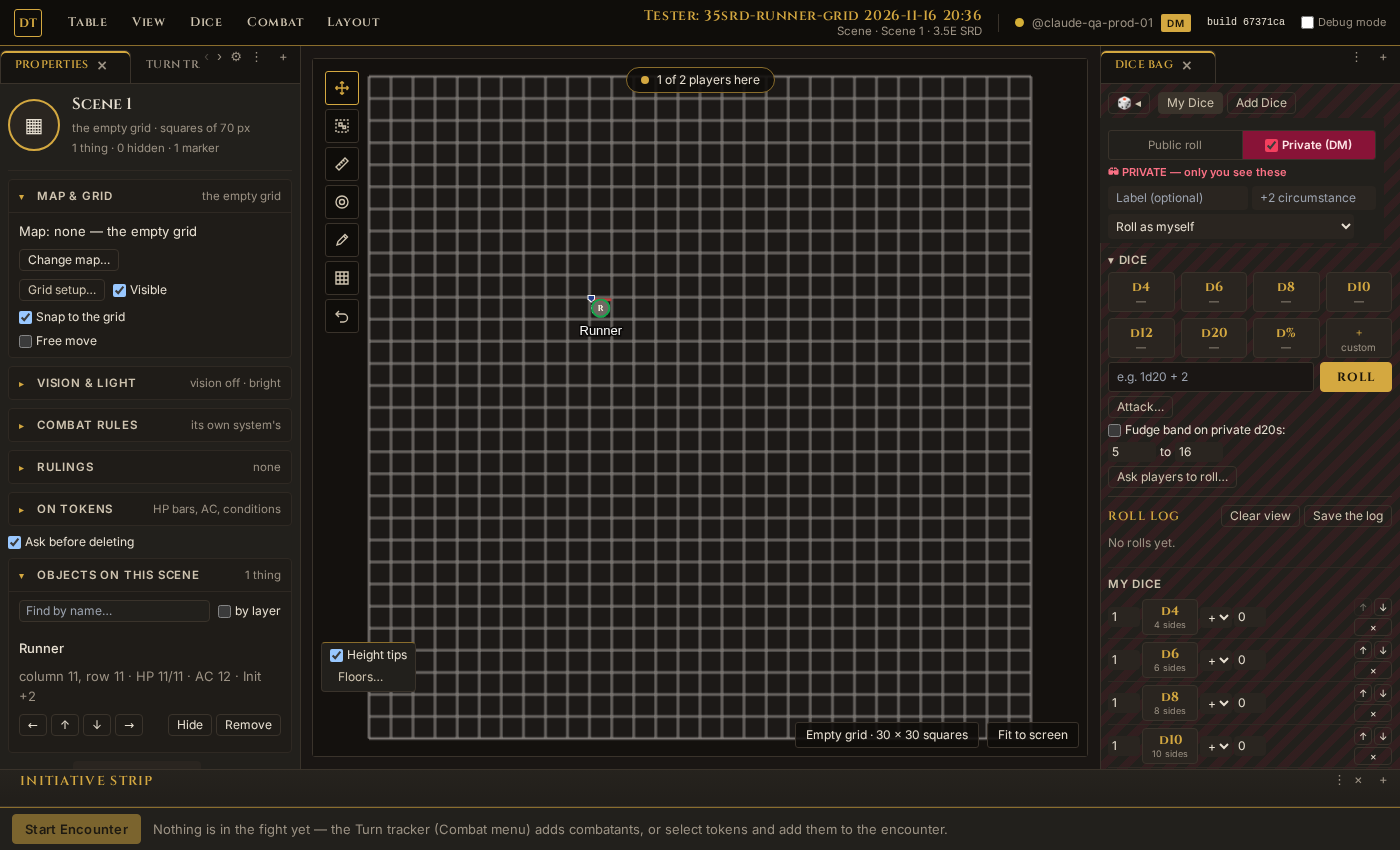 DT
TABLE VIEW DICE COMBAT LAYOUT
TESTER: 35SRD-RUNNER-GRID 2026-11-16 20:36
Scene · Scene 1 · 3.5E SRD
@claude-qa-prod-01 DM build 67371ca Debug mode
PROPERTIES ✕ TURN TR ‹ › ⚙ ⋮ +
SCENE 1
the empty grid · squares of 70 px
1 thing · 0 hidden · 1 marker
▾ MAP & GRID the empty grid
Map: none — the empty grid
Change map...
Grid setup... Visible
Snap to the grid
Free move
▸ VISION & LIGHT vision off · bright
▸ COMBAT RULES its own system's
▸ RULINGS none
▸ ON TOKENS HP bars, AC, conditions
Ask before deleting
▾ OBJECTS ON THIS SCENE 1 thing
Find by name... by layer
Runner
column 11, row 11 · HP 11/11 · AC 12 · Init
+2
← ↑ ↓ → Hide Remove
1 of 2 players here
R
Runner
Height tips
Floors...
Empty grid · 30 × 30 squares Fit to screen
DICE BAG ✕ ⋮ +
◂ My Dice Add Dice
Public roll Private (DM)
PRIVATE — only you see these
Label (optional) +2 circumstance
Roll as myself
▾ DICE
D4 D6 D8 D10
— — — —
D12 D20 D% +
— — — custom
e.g. 1d20 + 2 ROLL
Attack...
Fudge band on private d20s:
5 to 16
Ask players to roll...
ROLL LOG Clear view Save the log
No rolls yet.
MY DICE
1 D4 + 0 ↑ ↓
4 sides ×
1 D6 + 0 ↑ ↓
6 sides ×
1 D8 + 0 ↑ ↓
8 sides ×
1 D10 + 0 ↑ ↓
10 sides ×
INITIATIVE STRIP ⋮ × +
Start Encounter Nothing is in the fight yet — the Turn tracker (Combat menu) adds combatants, or select tokens and add them to the encounter.